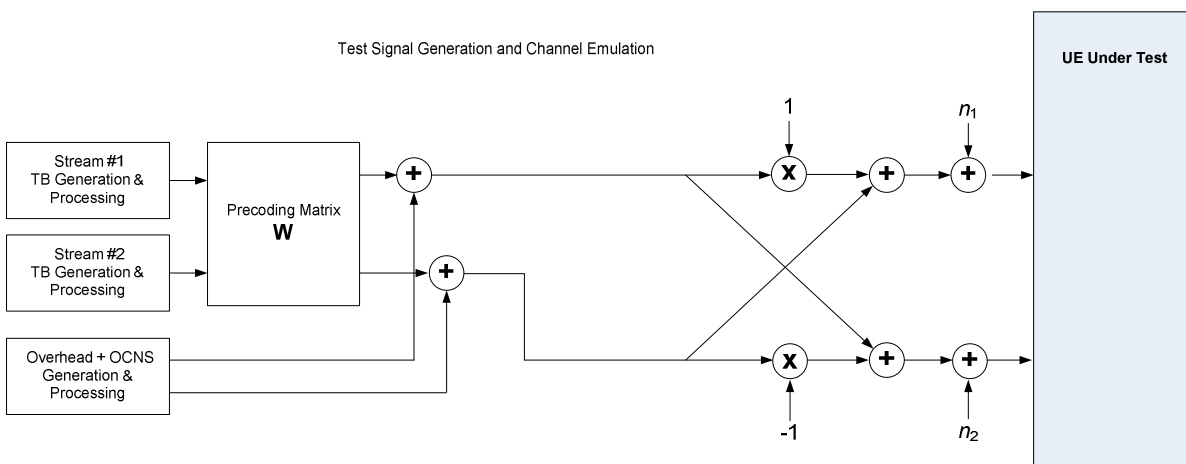 Test Signal Generation and Channel Emulation
UE Under Test
1
n1
Stream #1
TB Generation &
Processing
+
x
+
+
Precoding Matrix
W
Stream #2
TB Generation &
Processing
+
Overhead + OCNS
Generation &
Processing
x
+
+
-1
n2